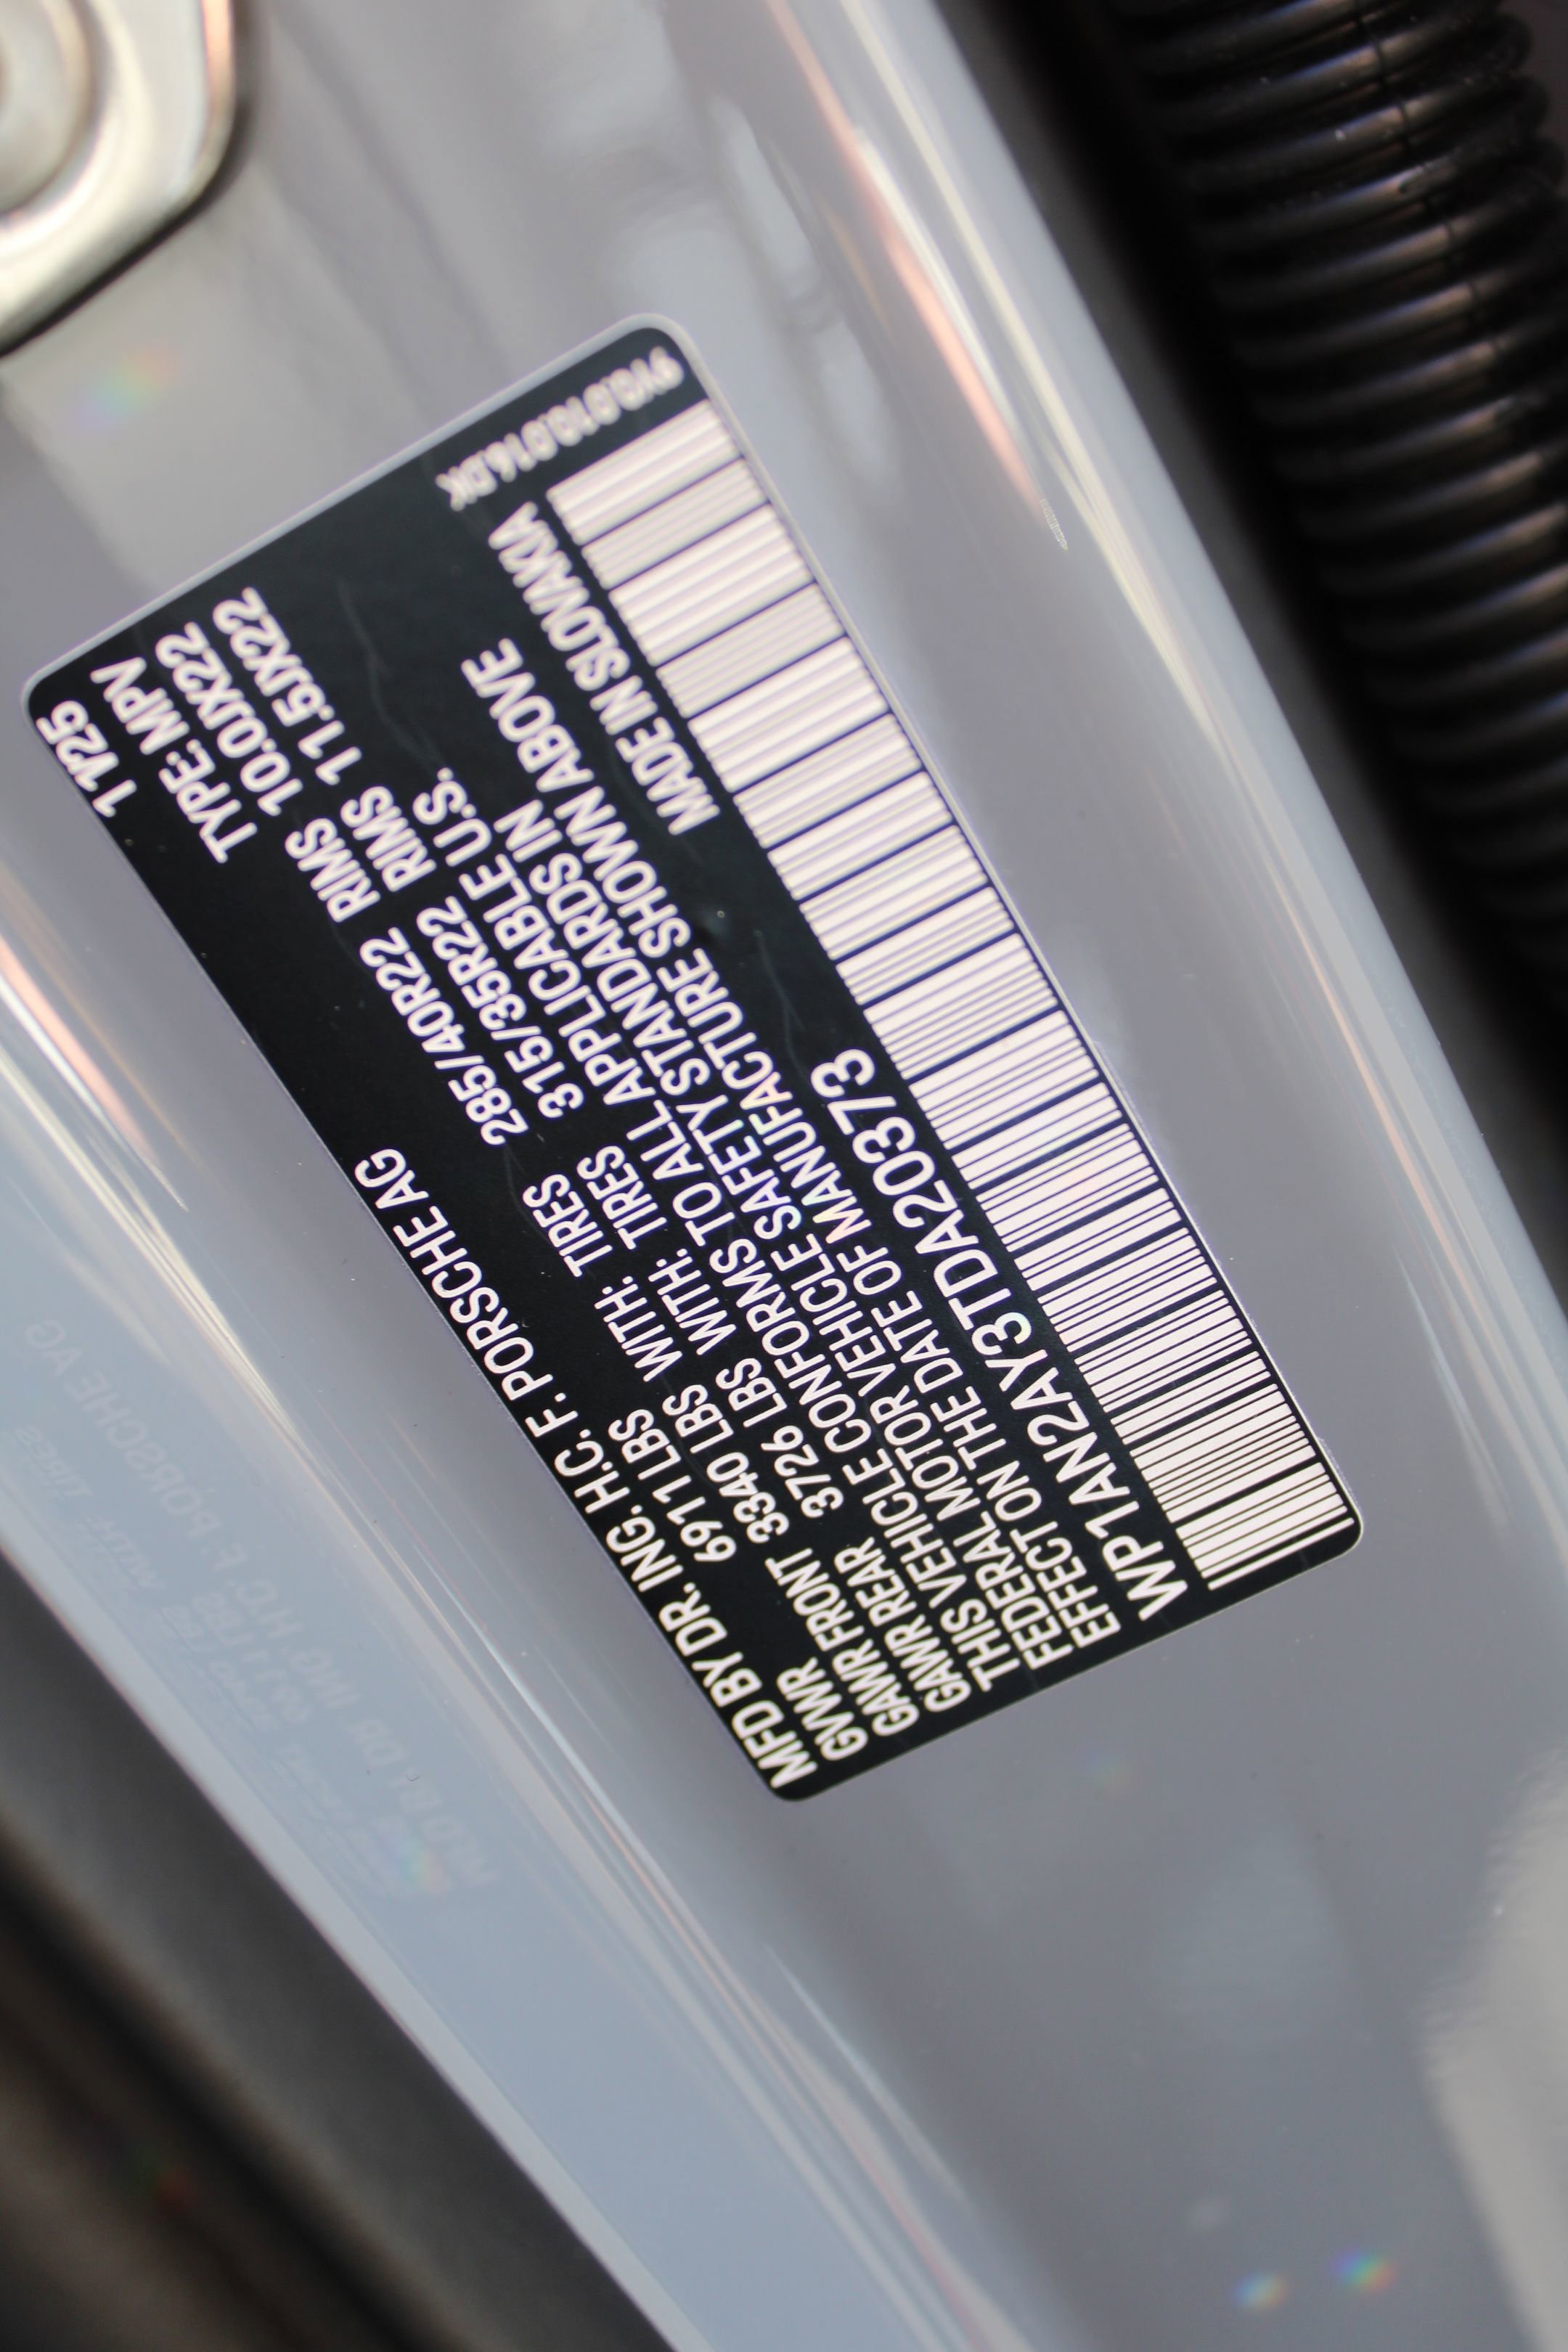 MFD BY DR. ING. H.C. F. PORSCHE AG 11/25
GVWR 6911 LBS TYPE: MPV
GAWR FRONT 3340 LBS WITH: TIRES 285/40R22 RIMS 10.0JX22
GAWR REAR 3726 LBS WITH: TIRES 315/35R22 RIMS 11.5JX22
THIS VEHICLE CONFORMS TO ALL APPLICABLE U.S.
FEDERAL MOTOR VEHICLE SAFETY STANDARDS IN
EFFECT ON THE DATE OF MANUFACTURE SHOWN ABOVE
WP1AN2AY3TDA20373 MADE IN SLOVAKIA